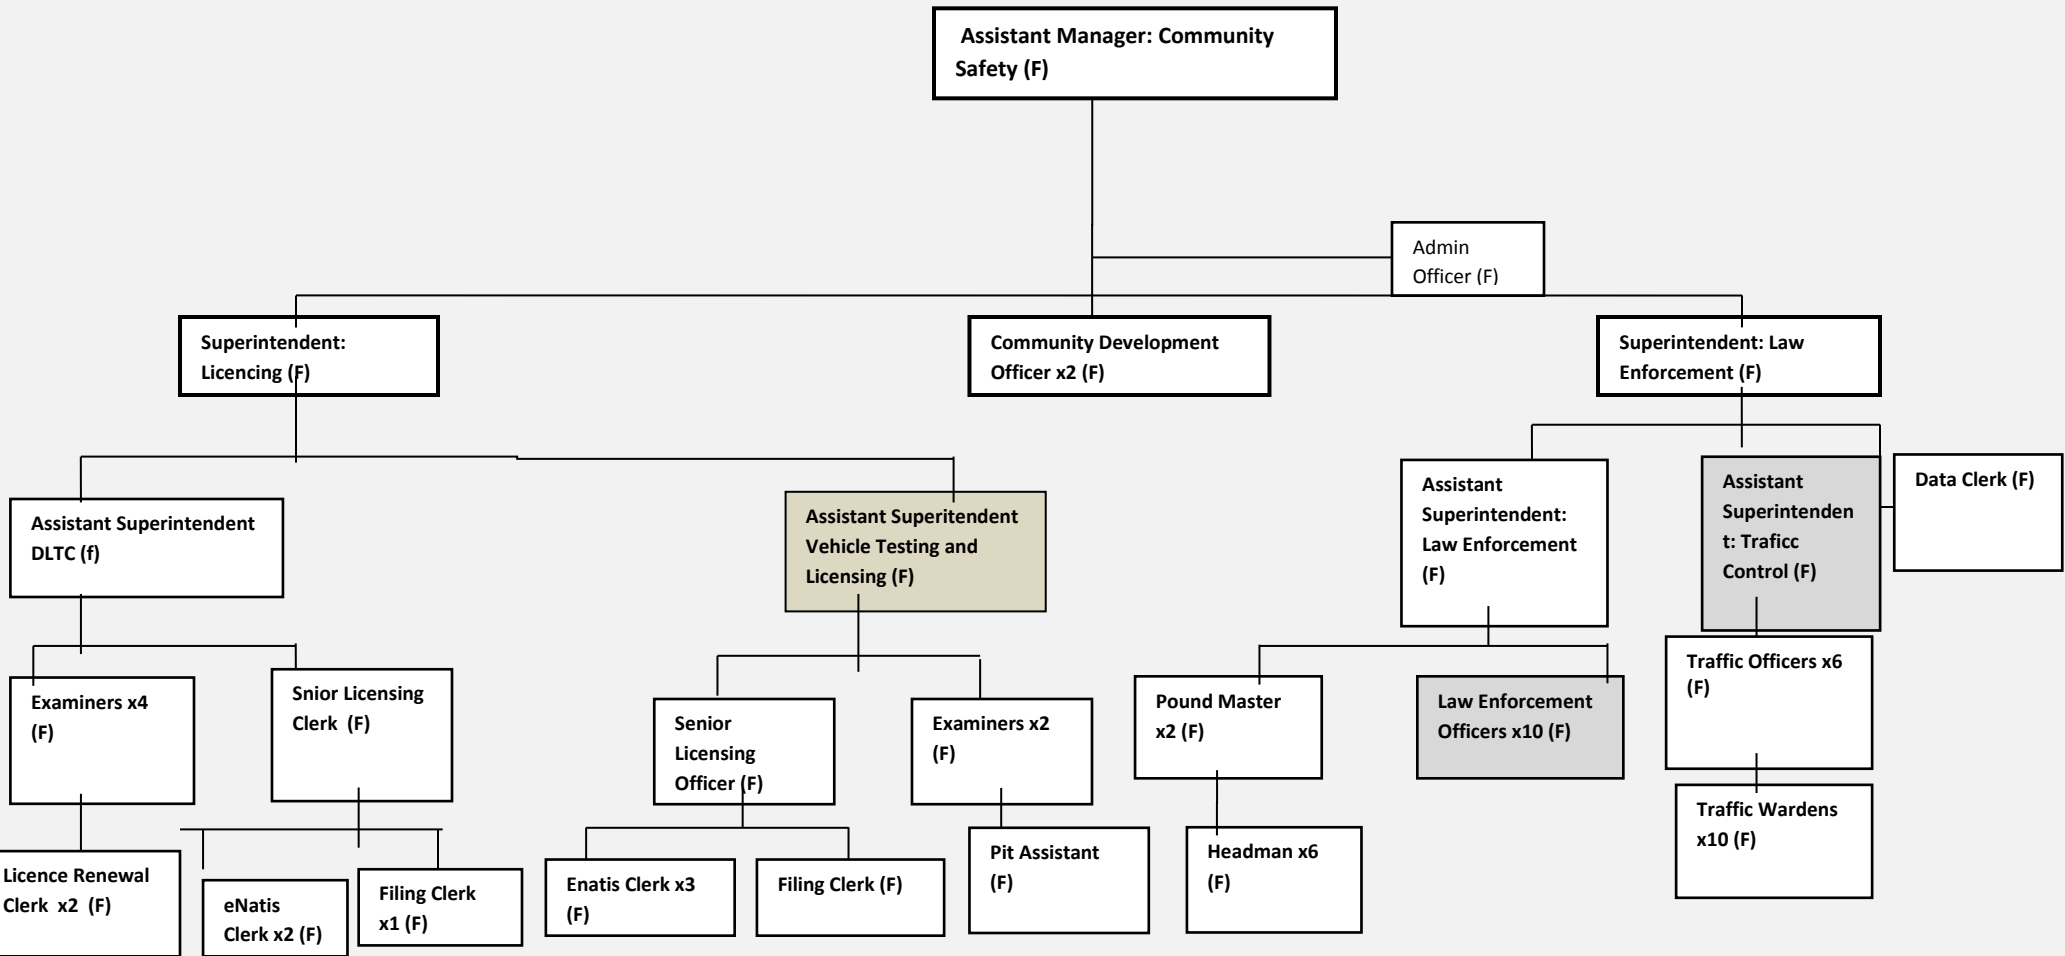 Assistant Manager: Community
Safety (F)
Admin
Officer (F)
Superintendent:
Licencing (F)
Community Development
Officer x2 (F)
Superintendent: Law
Enforcement (F)
Assistant Superintendent
DLTC (f)
Assistant Superitendent
Vehicle Testing and
Licensing (F)
Assistant
Superintendent:
Law Enforcement
(F)
Assistant
Superintenden
t: Traficc
Control (F)
Data Clerk (F)
Examiners x4
(F)
Snior Licensing
Clerk (F)
Senior
Licensing
Officer (F)
Examiners x2
(F)
Pound Master
x2 (F)
Law Enforcement
Officers x10 (F)
Traffic Officers x6
(F)
Licence Renewal
Clerk x2 (F)
eNatis
Clerk x2 (F)
Filing Clerk
x1 (F)
Enatis Clerk x3
(F)
Filing Clerk (F)
Pit Assistant
(F)
Headman x6
(F)
Traffic Wardens
x10 (F)